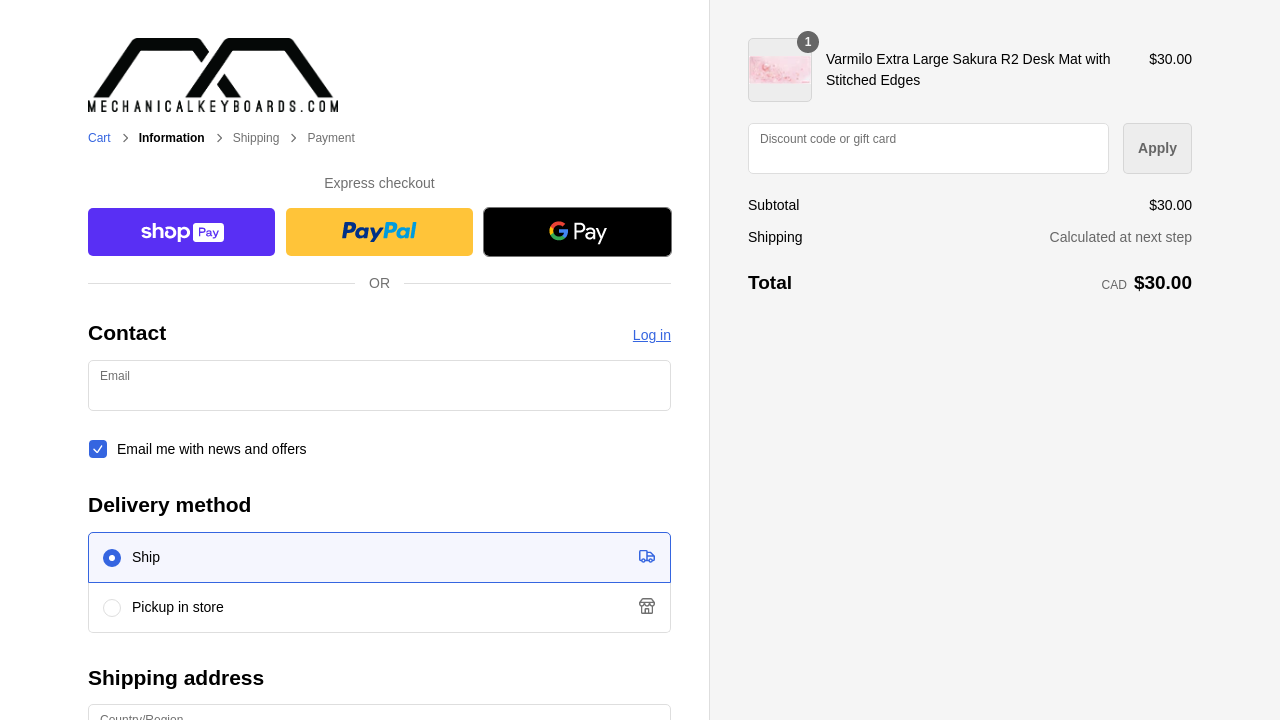 MECHANICALKEYBOARDS.COM
Cart
Information
Shipping
Payment
Express checkout
shop Pay
PayPal
G Pay
OR
Contact
Log in
Email
Email me with news and offers
Delivery method
Ship
Pickup in store
Shipping address
Country/Region
1
Varmilo Extra Large Sakura R2 Desk Mat with
Stitched Edges
$30.00
Discount code or gift card
Apply
Subtotal
$30.00
Shipping
Calculated at next step
Total
CAD $30.00